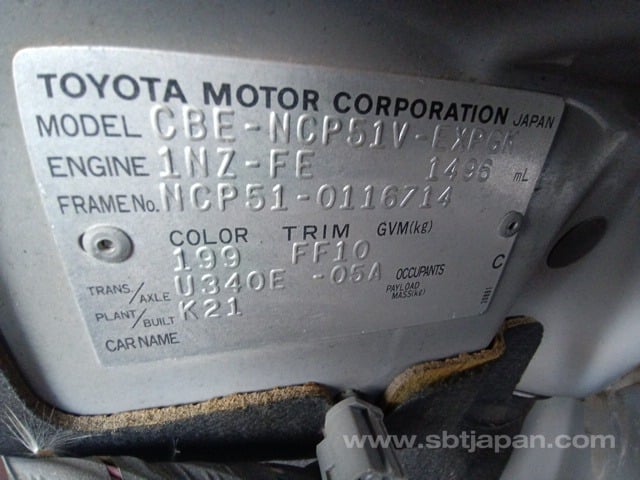 TOYOTA MOTOR CORPORATION JAPAN
MODEL CBE-NCP51V-EXPGK
ENGINE 1NZ-FE 1496 mL
FRAME No. NCP51-0116714
COLOR TRIM GVM(kg)
199 FF10
TRANS./AXLE U340E -05A OCCUPANTS C
PAYLOAD MASS(kg)
PLANT/BUILT K21
CAR NAME
www.sbtjapan.com